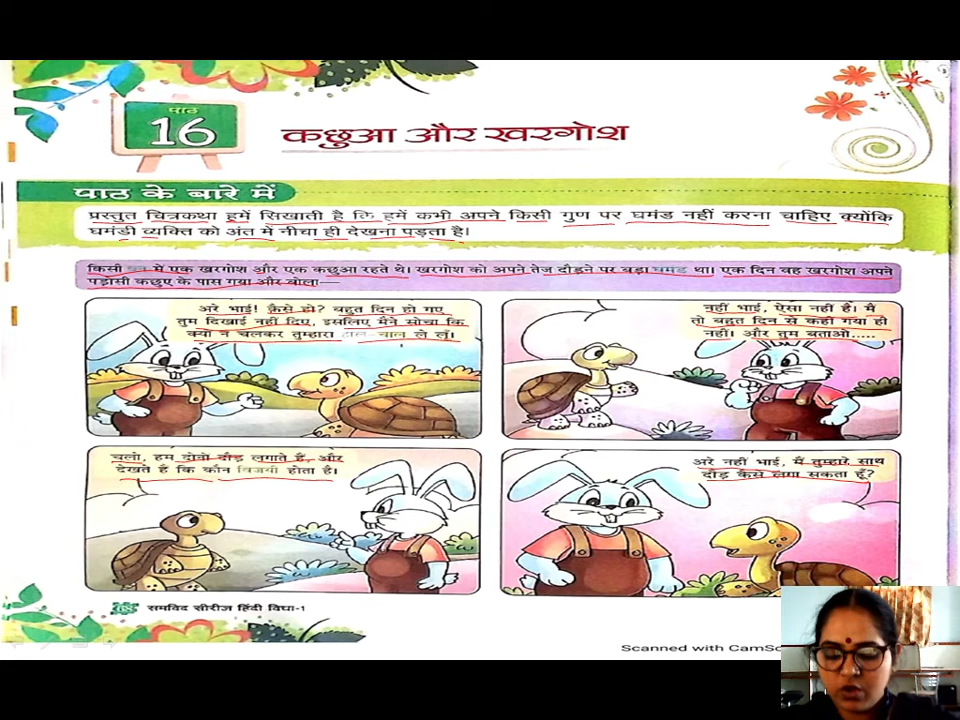 पाठ
16
कछुआ और खरगोश
पाठ के बारे में
प्रस्तुत चित्रकथा हमें सिखाती है कि हमें कभी अपने किसी गुण पर घमंड नहीं करना चाहिए क्योंकि
घमंडी व्यक्ति को अंत में नीचा ही देखना पड़ता है।
किसी वन में एक खरगोश और एक कछुआ रहते थे। खरगोश को अपने तेज दौड़ने पर बड़ा घमंड था। एक दिन वह खरगोश अपने
पड़ोसी कछुए के पास गया और बोला—
अरे भाई! कैसे हो? बहुत दिन हो गए
तुम दिखाई नहीं दिए, इसलिए मैंने सोचा कि
क्यों न चलकर तुम्हारा हाल-चाल ले लूँ।
नहीं भाई, ऐसा नहीं है। मैं
तो बहुत दिन से कहीं गया ही
नहीं। और तुम बताओ.....
चलो, हम दोनों दौड़ लगाते हैं, और
देखते हैं कि कौन विजयी होता है।
अरे नहीं भाई, मैं तुम्हारे साथ
दौड़ कैसे लगा सकता हूँ?
समविद सीरीज हिंदी विधा-1
Scanned with CamSc